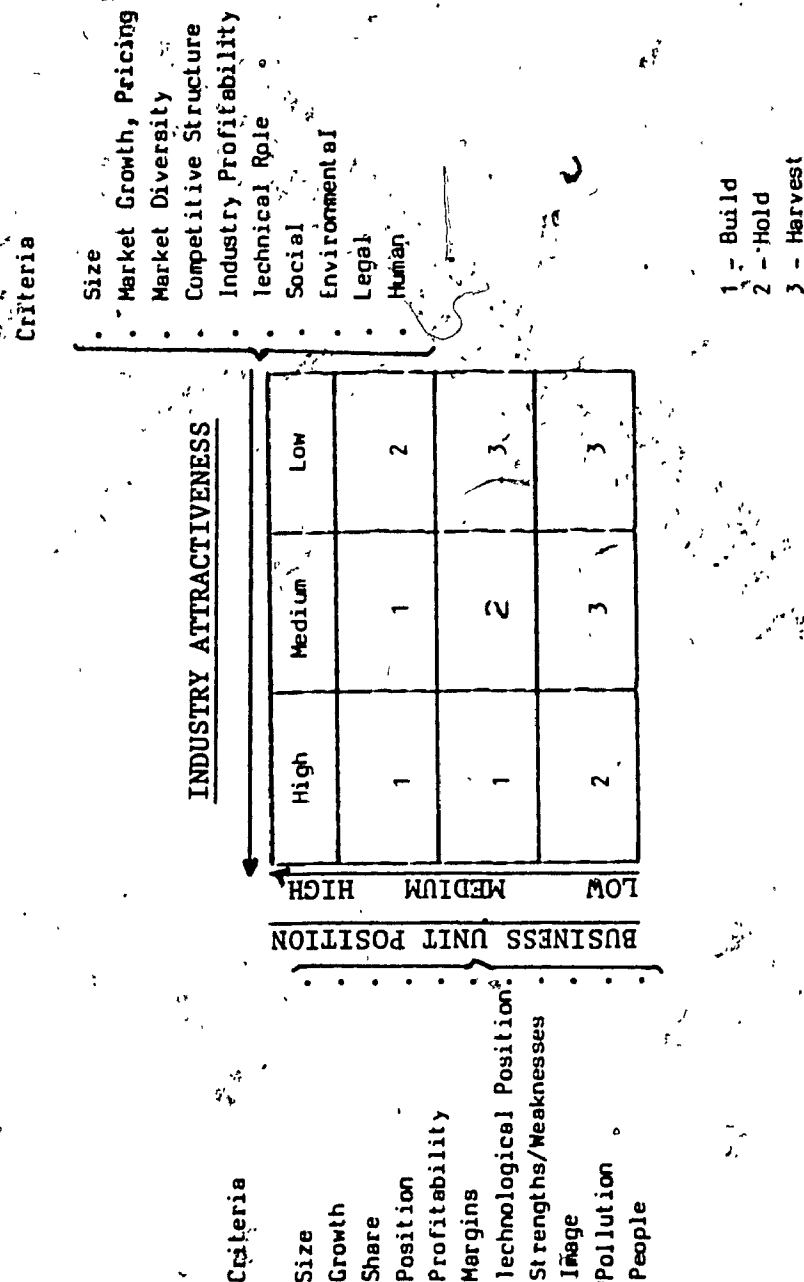 Criteria
Size
Market Growth, Pricing
Market Diversity
Competitive Structure
Industry Profitability
Technical Role
Social
Environmental
Legal
Human
INDUSTRY ATTRACTIVENESS
High Medium Low
HIGH 1 1 2
MEDIUM 1 2 3
LOW 2 3 3
BUSINESS UNIT POSITION
Criteria
Size
Growth
Share
Position
Profitability
Margins
Technological Position
Strengths/Weaknesses
Image
Pollution
People
1 - Build
2 - Hold
3 - Harvest